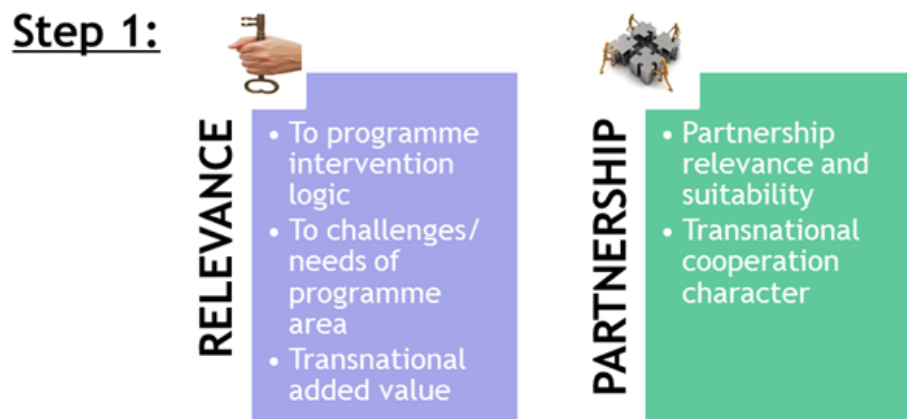 Step 1:
RELEVANCE
• To programme
intervention
logic
• To challenges/
needs of
programme
area
• Transnational
added value
PARTNERSHIP
• Partnership
relevance and
suitability
• Transnational
cooperation
character